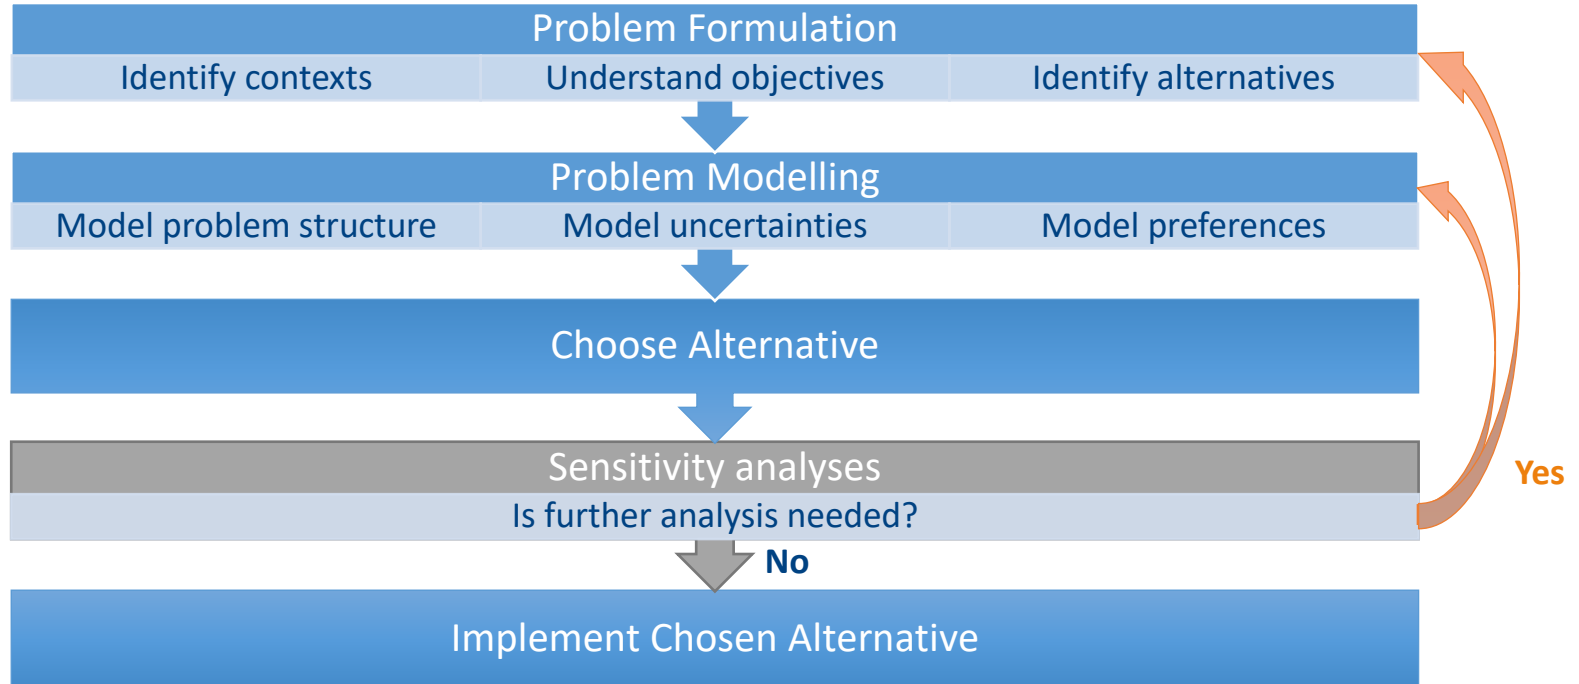 Problem Formulation
Identify contexts
Understand objectives
Identify alternatives
Problem Modelling
Model problem structure
Model uncertainties
Model preferences
Choose Alternative
Sensitivity analyses
Yes
Is further analysis needed?
No
Implement Chosen Alternative